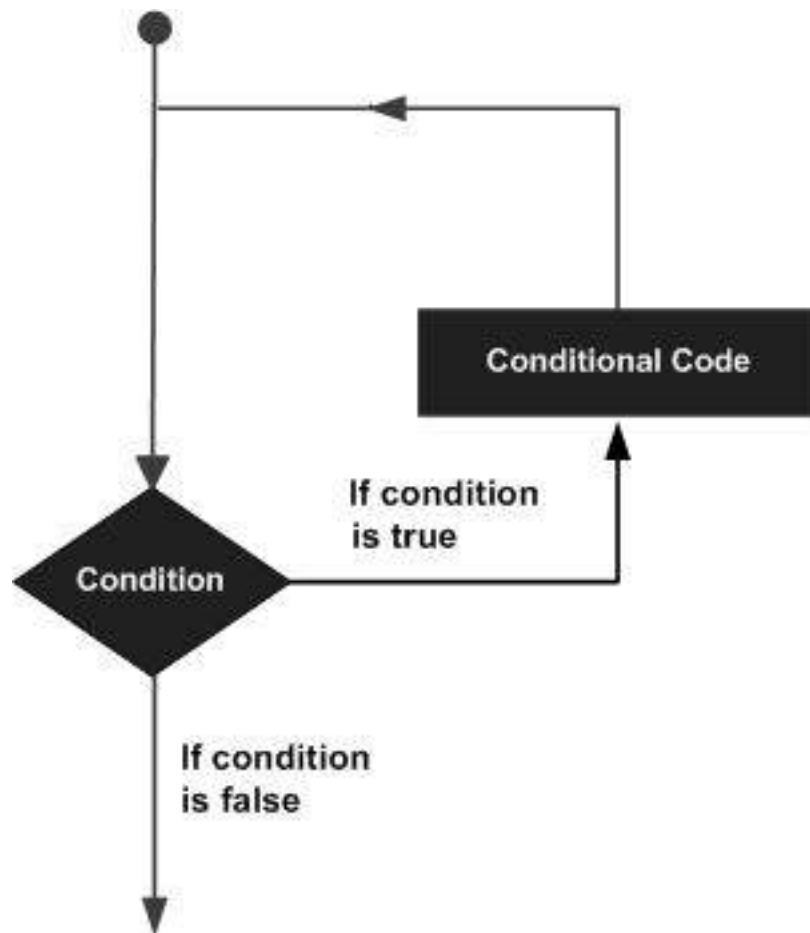 Conditional Code
If condition
is true
Condition
If condition
is false